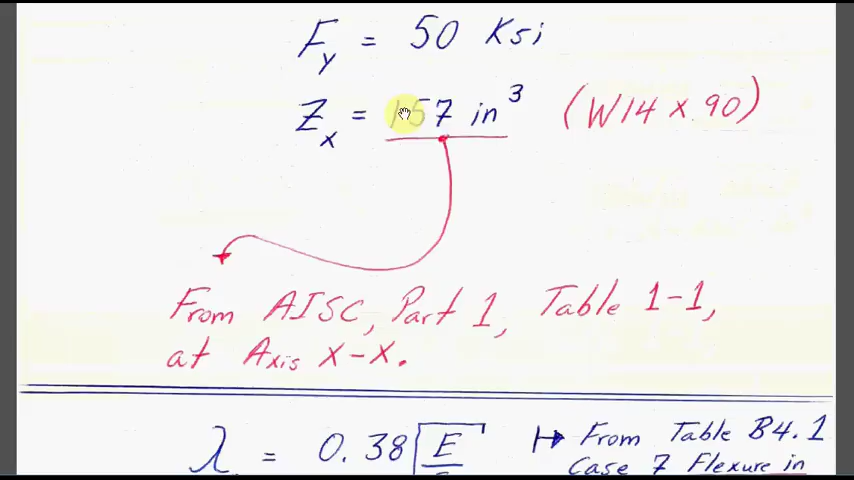 Fy = 50 Ksi
Zx = 157 in³ (W14 x 90)
From AISC, Part 1, Table 1-1,
at Axis X-X.
λ = 0.38 √E ↦ From Table B4.1
Case 7 Flexure in